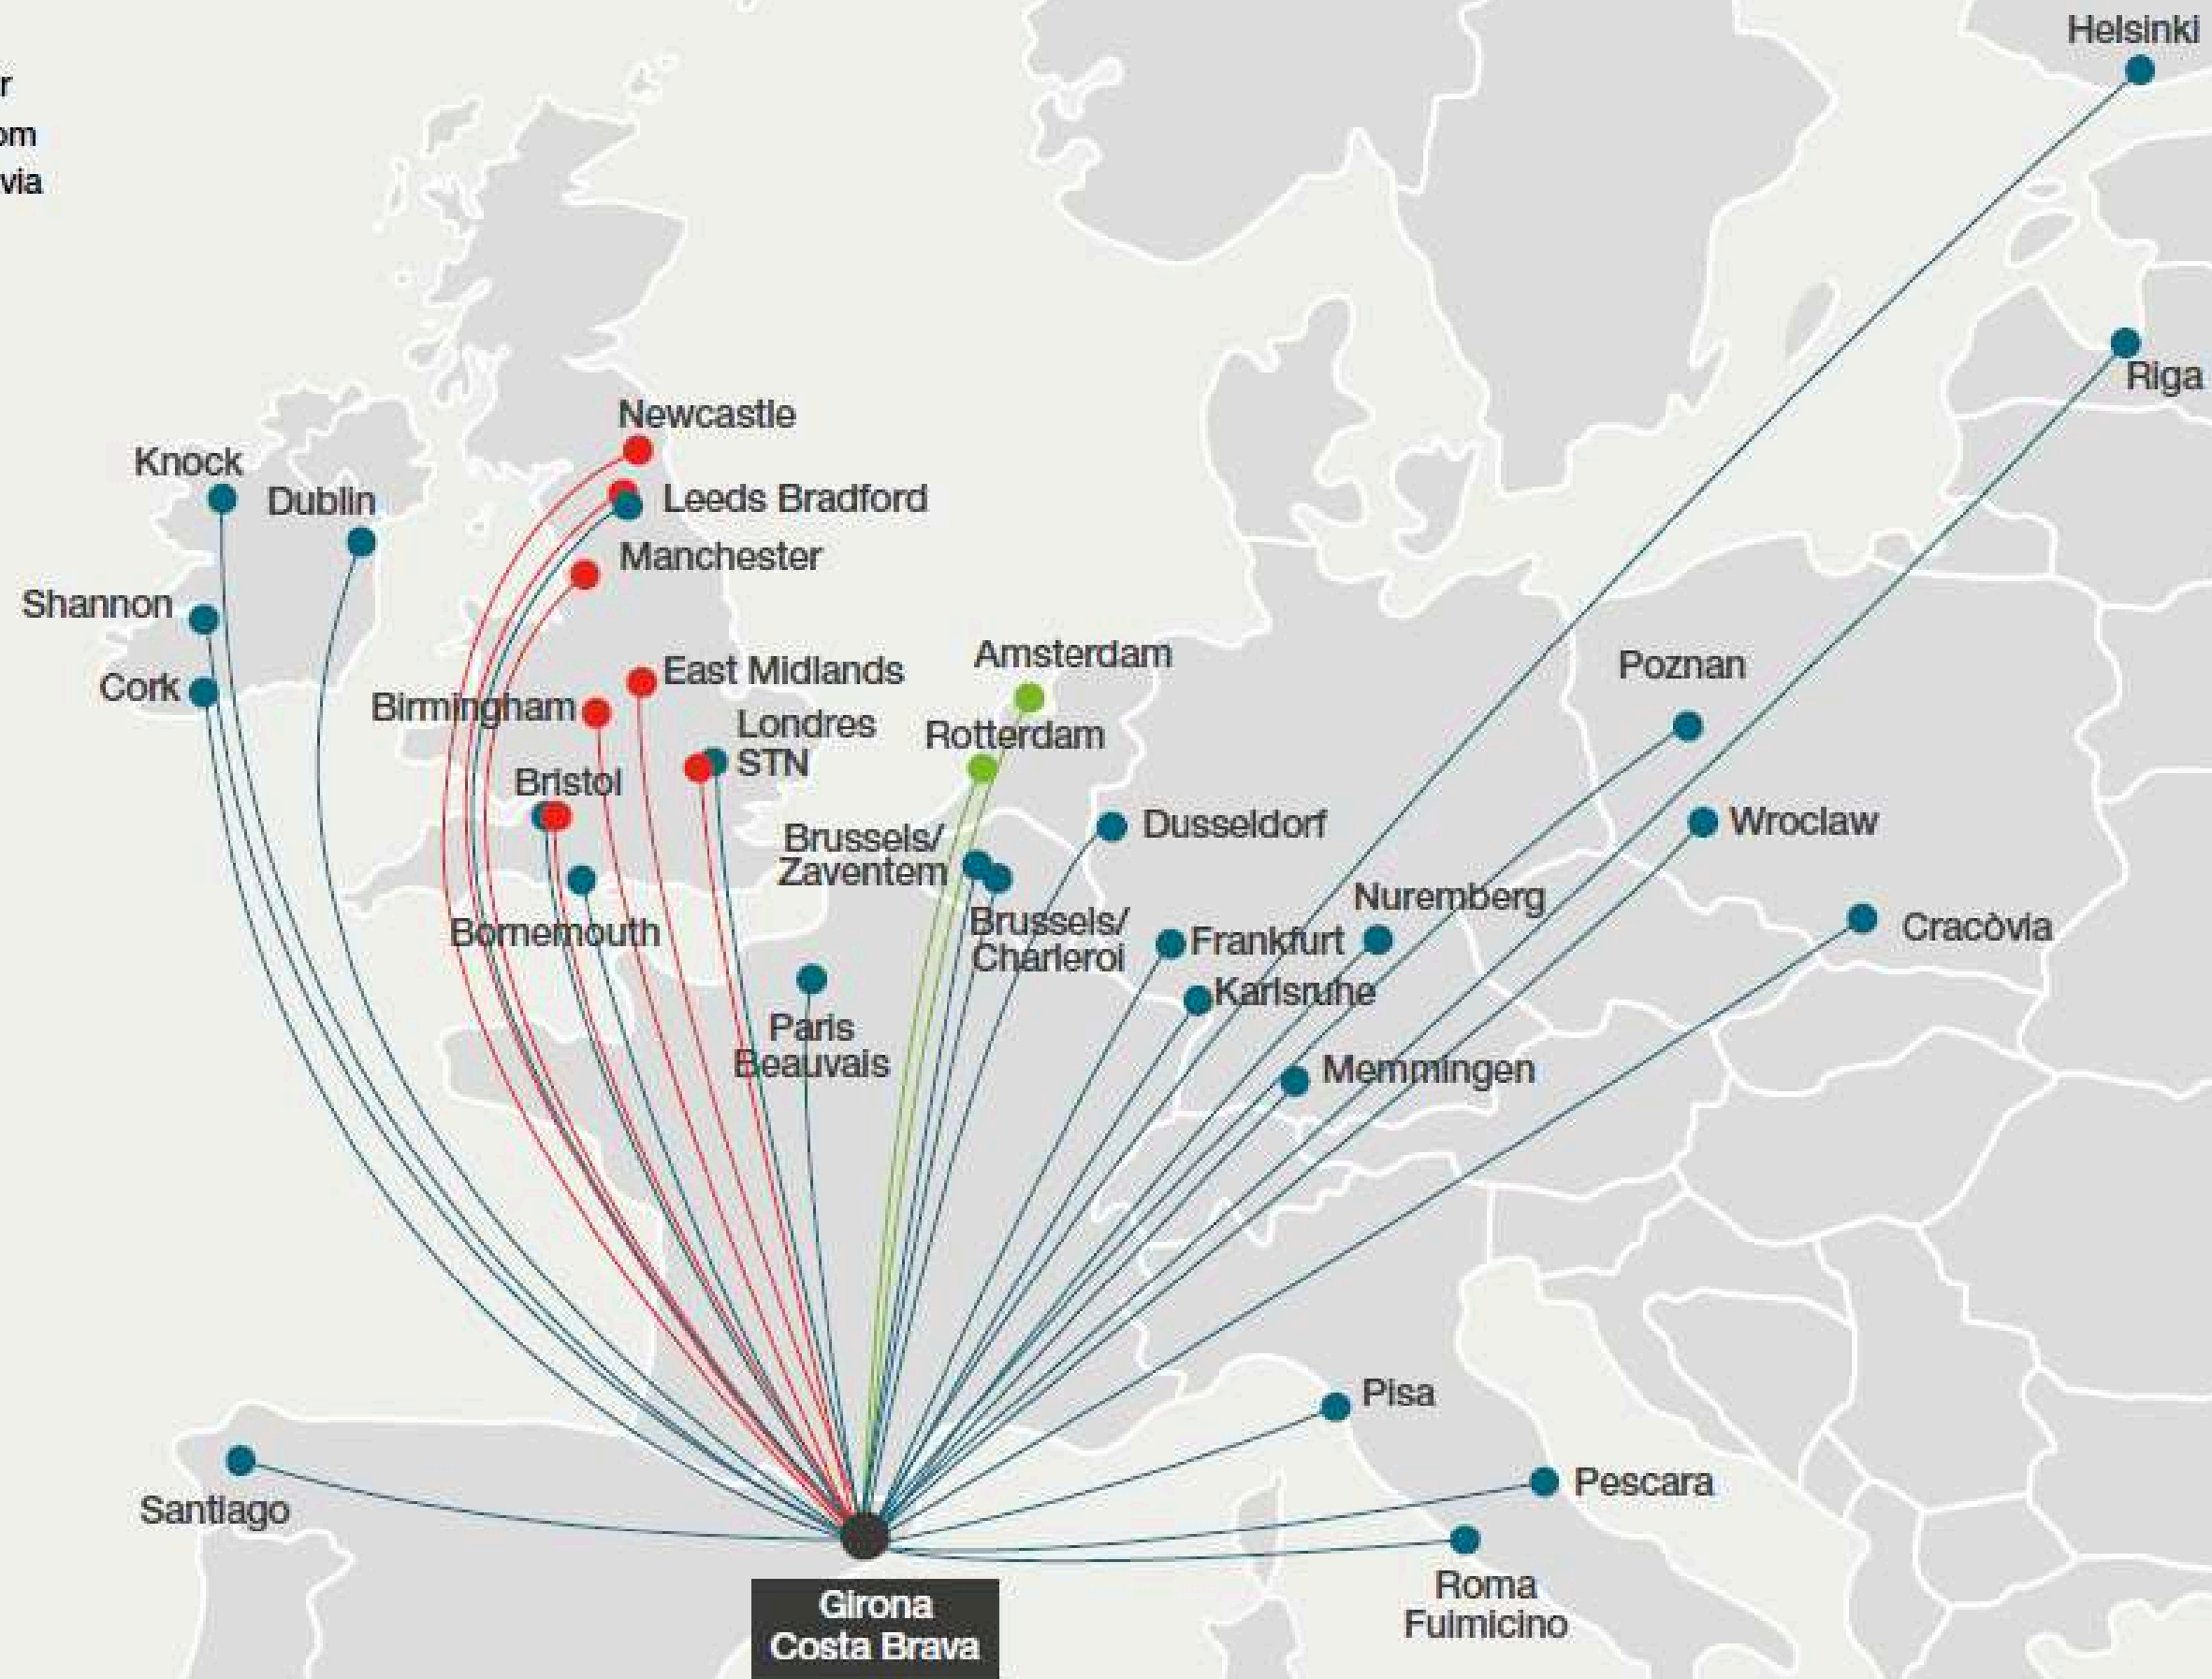 Helsinki
r
om
via
Riga
Newcastle
Knock
Dublin
Leeds Bradford
Manchester
Shannon
Cork
East Midlands
Birmingham
Amsterdam
Poznan
Londres
STN
Rotterdam
Bristol
Dusseldorf
Wroclaw
Brussels/
Zaventem
Nuremberg
Brussels/
Charleroi
Bornemouth
Frankfurt
Cracòvia
Karlsruhe
Paris
Beauvais
Memmingen
Pisa
Pescara
Santiago
Roma
Fuimicino
Girona
Costa Brava